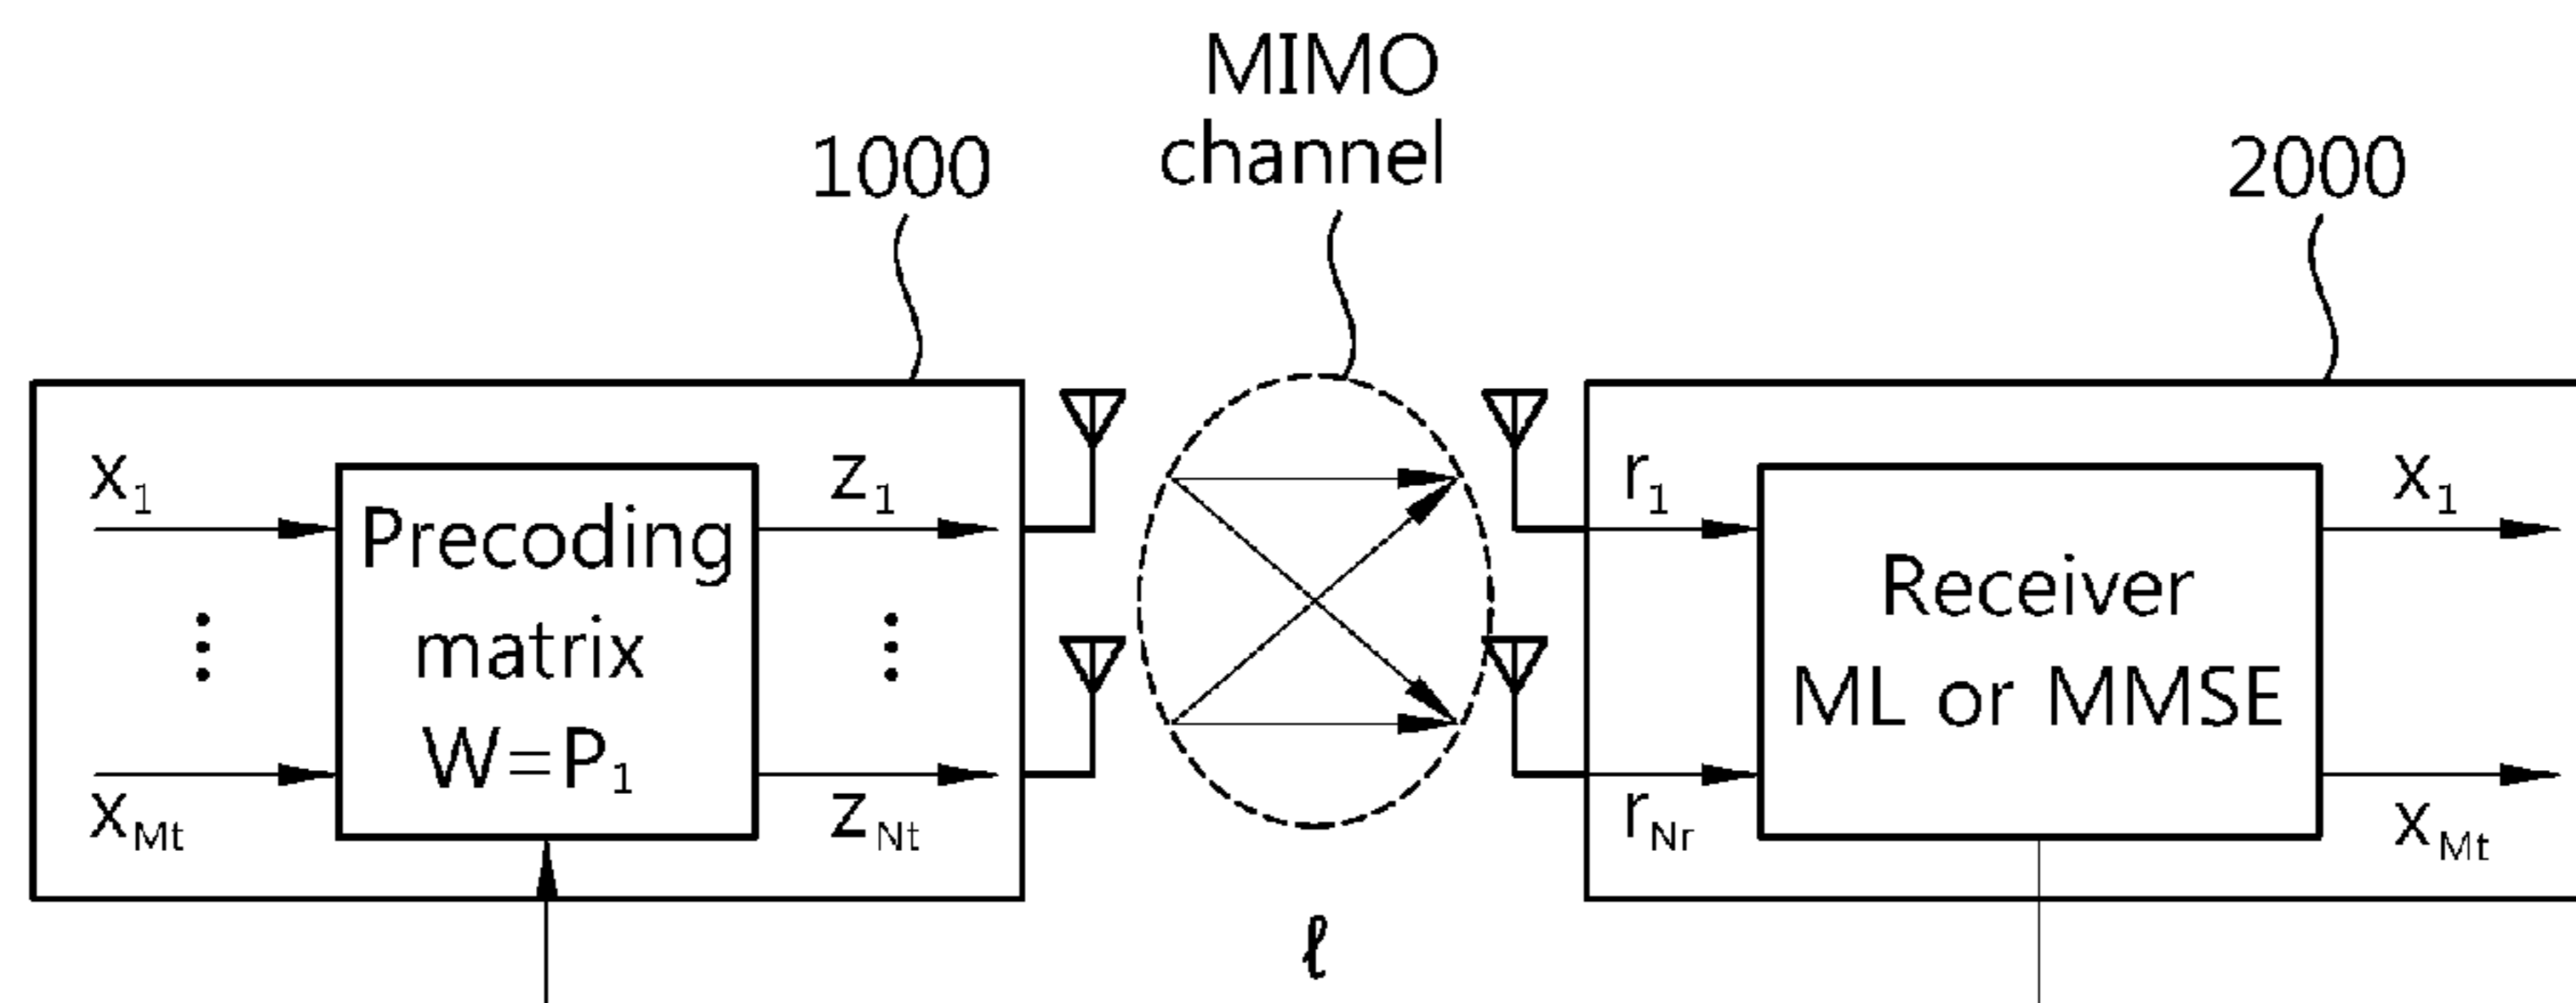 MIMO
channel
1000
2000
x1
z1
Precoding
matrix
W=P1
xMt
zNt
r1
x1
Receiver
ML or MMSE
rNr
xMt
ℓ